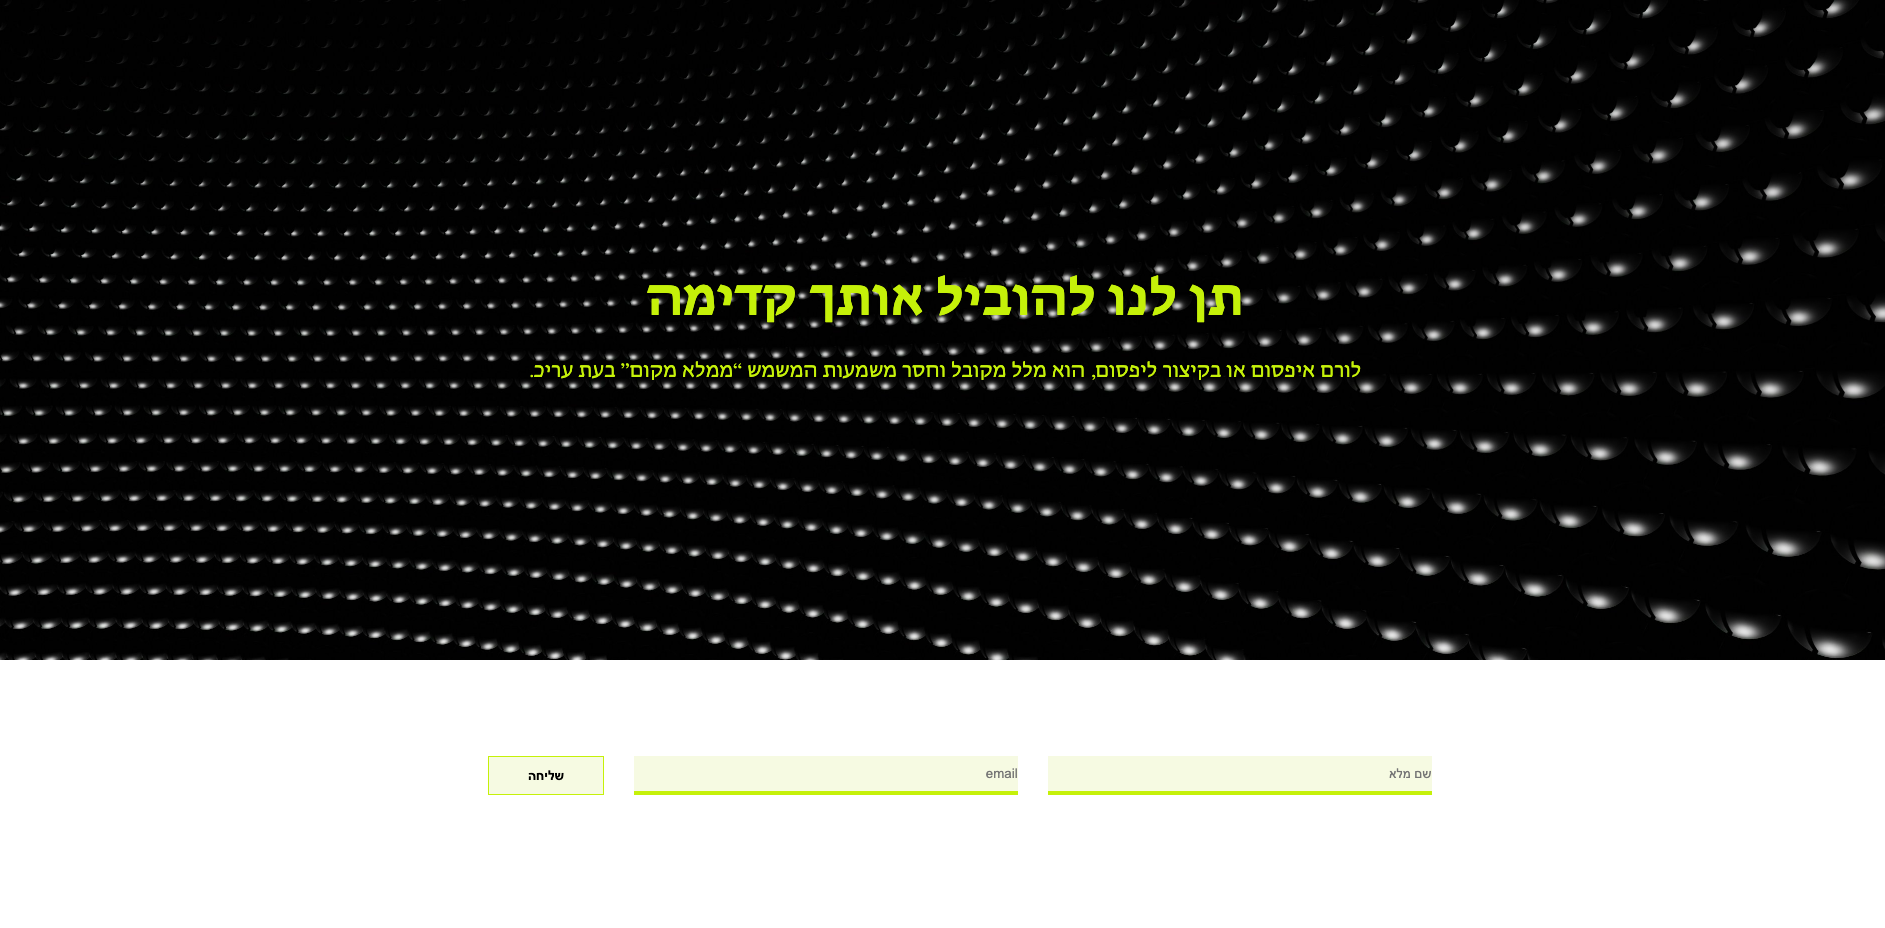 תן לנו להוביל אותך קדימה
לורם איפסום או בקיצור ליפסום, הוא מלל מקובל וחסר משמעות המשמש “ממלא מקום” בעת עריכ.
שם מלא
email
שליחה